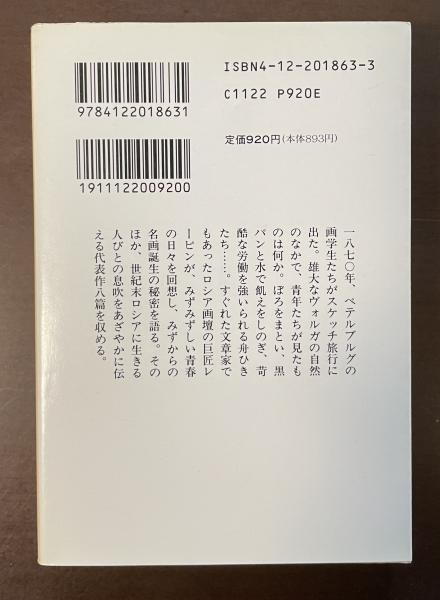 ISBN4-12-201863-3
C1122 P920E
9784122018631
定価920円(本体893円)
1911122009200
一八七〇年、ペテルブルグの
画学生たちがスケッチ旅行に
出た。雄大なヴォルガの自然
のなかで、青年たちが見たも
のは何か。ぼろをまとい、黒
パンと水で飢えをしのぎ、苛
酷な労働を強いられる舟ひき
たち……。すぐれた文章家で
もあったロシア画壇の巨匠レ
ーピンが、みずみずしい青春
の日々を回想し、みずからの
名画誕生の秘密を語る。その
ほか、世紀末ロシアに生きる
人びとの息吹をあざやかに伝
える代表作八篇を収める。